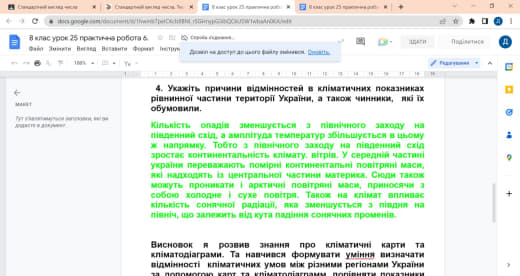 Стандартний вигляд числа
Стандартний вигляд числа
8 клас урок 25 практична р
8 клас урок 25 практична р
docs.google.com/document/d/
8 клас урок 25 практична робота 6.
Спробу з'єднання...
Файл Змінити Вигляд Вставити Формат Інструм
Дозвіл на доступ до цього файлу змінився. Оновіть.
ЗДАТИ
Поділитися
Д
100%
Редагування
МАКЕТ
Тут з'являтимуться заголовки, які ви
додасте в документ.
4. Укажіть причини відмінностей в кліматичних показниках
рівнинної частини території України, а також чинники, які їх
обумовили.
Кількість опадів зменшується з північного заходу на
південний схід, а амплітуда температур збільшується в цьому
ж напрямку. Тобто з північного заходу на південний схід
зростає континентальність клімату. вітрів. У середній частині
україни переважають помірні континентальні повітряні маси,
які надходять із центральної частини материка. Сюди також
можуть проникати і арктичні повітряні маси, приносячи з
собою холодне і сухе повітря. Також на клімат впливає
кількість сонячної радіації, яка зменшується з півдня на
північ, що залежить від кута падіння сонячних променів.
Висновок я розвив знання про кліматичні карти та
кліматодіаграми. Та навчився формувати уміння визначати
відмінності кліматичних умов між різними регіонами України
за допомогою карт та кліматодіаграм, порівняти показники